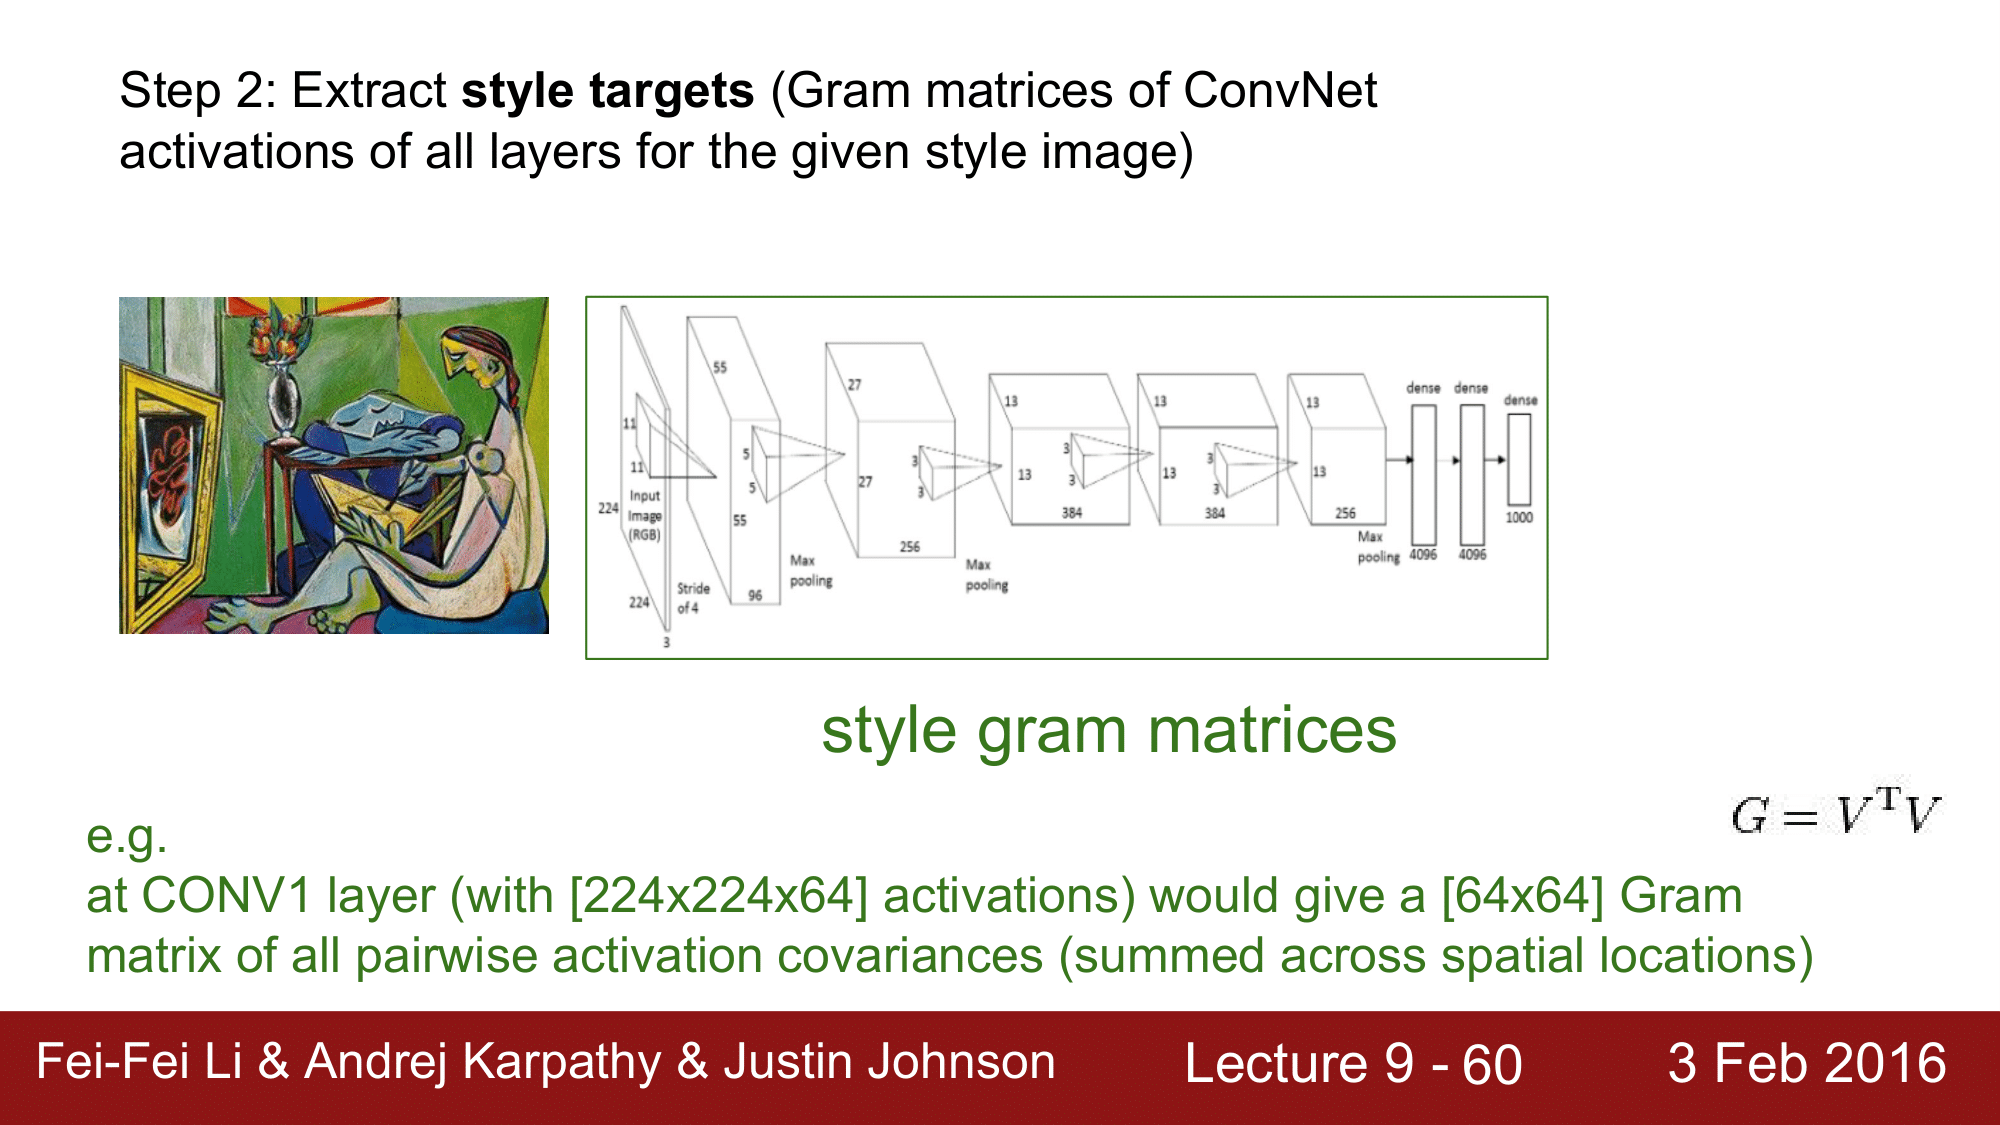 Step 2: Extract style targets (Gram matrices of ConvNet
activations of all layers for the given style image)
224
11
11
Input
Image
(RGB)
224
3
Stride
of 4
55
55
96
5
5
Max
pooling
27
27
256
3
3
Max
pooling
13
13
384
3
3
13
13
384
3
3
13
13
256
Max
pooling
dense
4096
dense
4096
dense
1000
style gram matrices
G = VᵀV
e.g.
at CONV1 layer (with [224x224x64] activations) would give a [64x64] Gram
matrix of all pairwise activation covariances (summed across spatial locations)
Fei-Fei Li & Andrej Karpathy & Justin Johnson
Lecture 9 - 60
3 Feb 2016